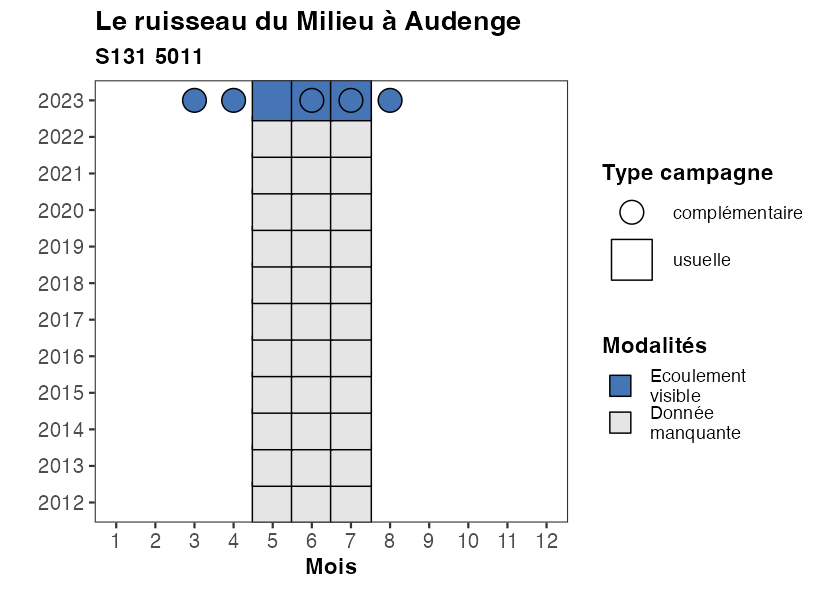 Le ruisseau du Milieu à Audenge
S131 5011
2023
2022
2021
2020
2019
2018
2017
2016
2015
2014
2013
2012
1 2 3 4 5 6 7 8 9 10 11 12
Mois
Type campagne
complémentaire
usuelle
Modalités
Ecoulement
visible
Donnée
manquante